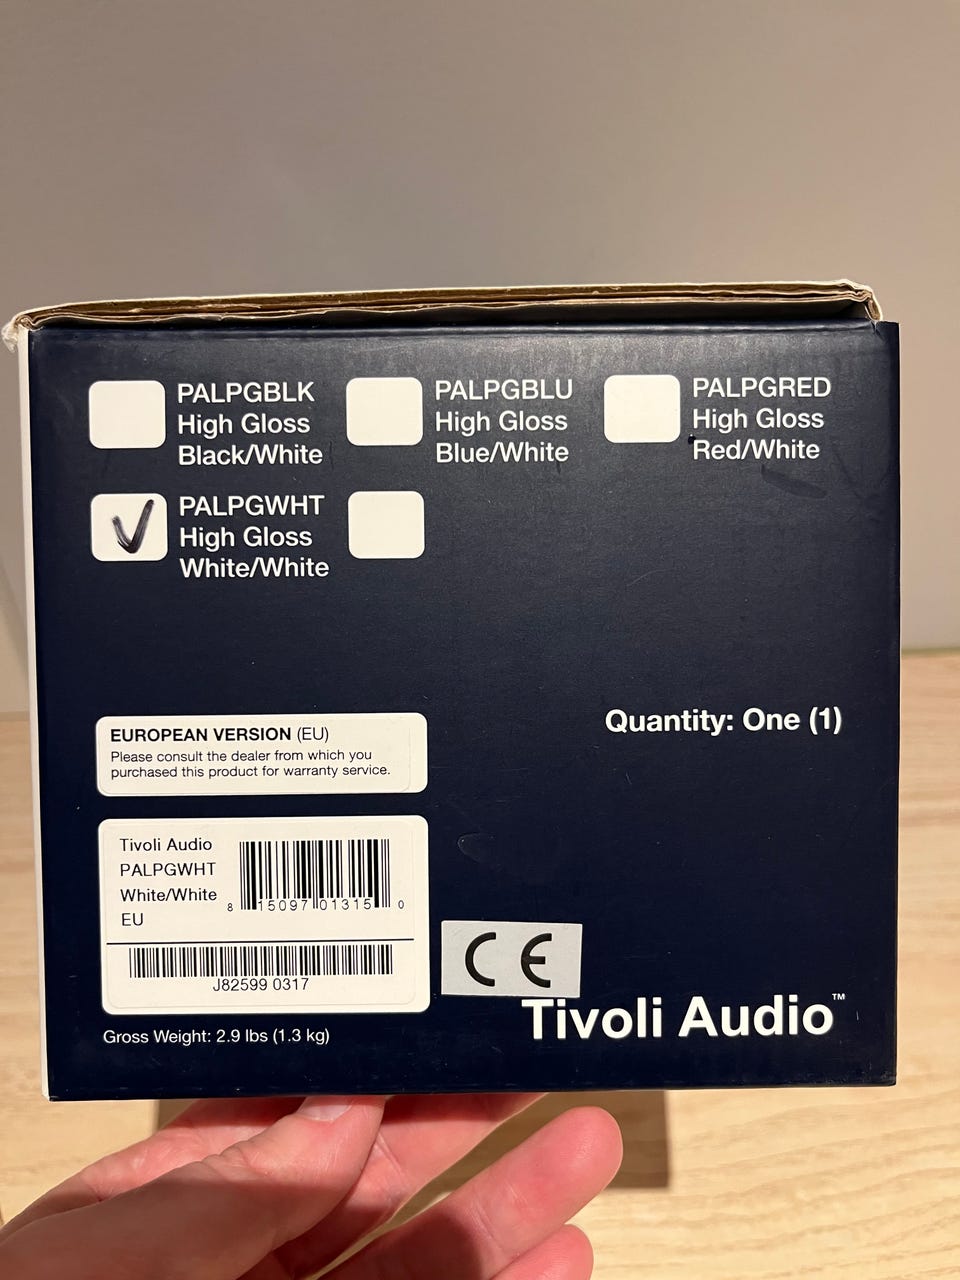 PALPGBLK
High Gloss
Black/White
PALPGBLU
High Gloss
Blue/White
PALPGRED
High Gloss
Red/White
PALPGWHT
High Gloss
White/White
Quantity: One (1)
EUROPEAN VERSION (EU)
Please consult the dealer from which you
purchased this product for warranty service.
Tivoli Audio
PALPGWHT
White/White
EU
8 15097 01315 0
J82599 0317
CE
Tivoli Audio™
Gross Weight: 2.9 lbs (1.3 kg)